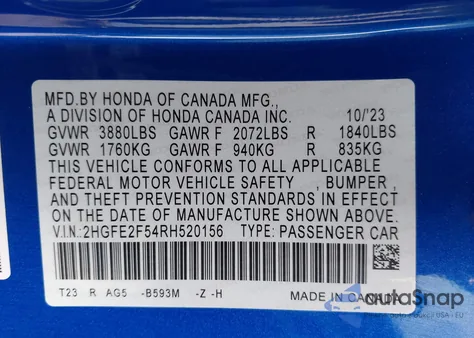 MFD.BY HONDA OF CANADA MFG.,
A DIVISION OF HONDA CANADA INC. 10/'23
GVWR 3880LBS GAWR F 2072LBS R 1840LBS
GVWR 1760KG GAWR F 940KG R 835KG
THIS VEHICLE CONFORMS TO ALL APPLICABLE
FEDERAL MOTOR VEHICLE SAFETY , BUMPER ,
AND THEFT PREVENTION STANDARDS IN EFFECT
ON THE DATE OF MANUFACTURE SHOWN ABOVE.
V.I.N.:2HGFE2F54RH520156 TYPE: PASSENGER CAR
T23 R AG5 -B593M -Z -H MADE IN CANADA
autoSnap